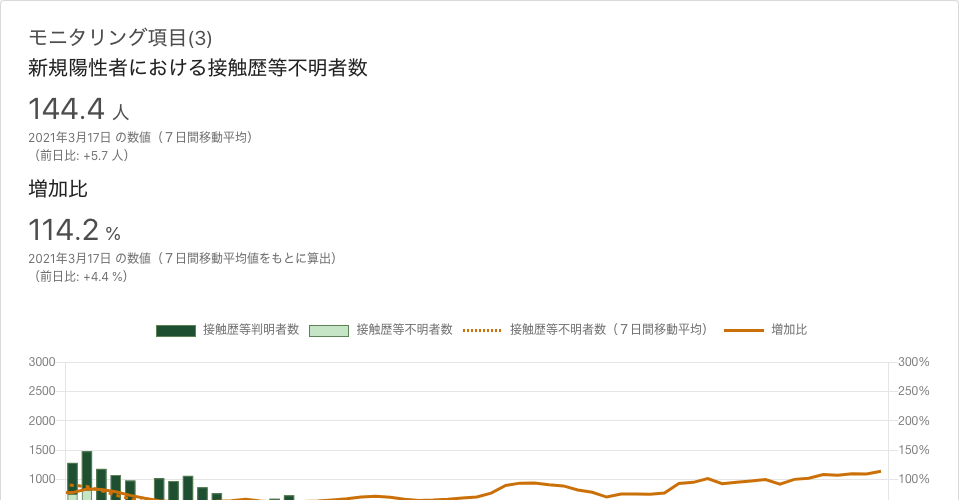 モニタリング項目(3)
新規陽性者における接触歴等不明者数
144.4 人
2021年3月17日 の数値（７日間移動平均）
（前日比: +5.7 人）
増加比
114.2 %
2021年3月17日 の数値（７日間移動平均値をもとに算出）
（前日比: +4.4 %）
接触歴等判明者数 接触歴等不明者数 接触歴等不明者数（７日間移動平均） 増加比
3000 300%
2500 250%
2000 200%
1500 150%
1000 100%